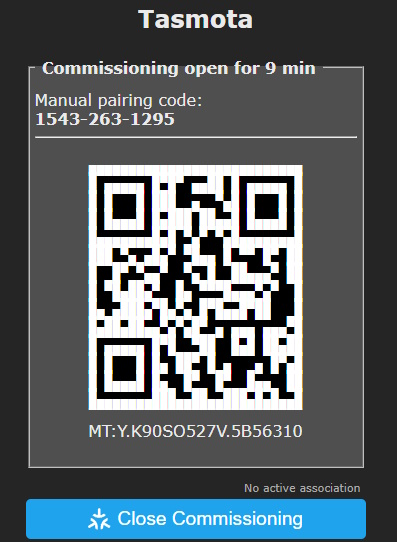 Tasmota
Commissioning open for 9 min
Manual pairing code:
1543-263-1295
MT:Y.K90SO527V.5B56310
No active association
Close Commissioning